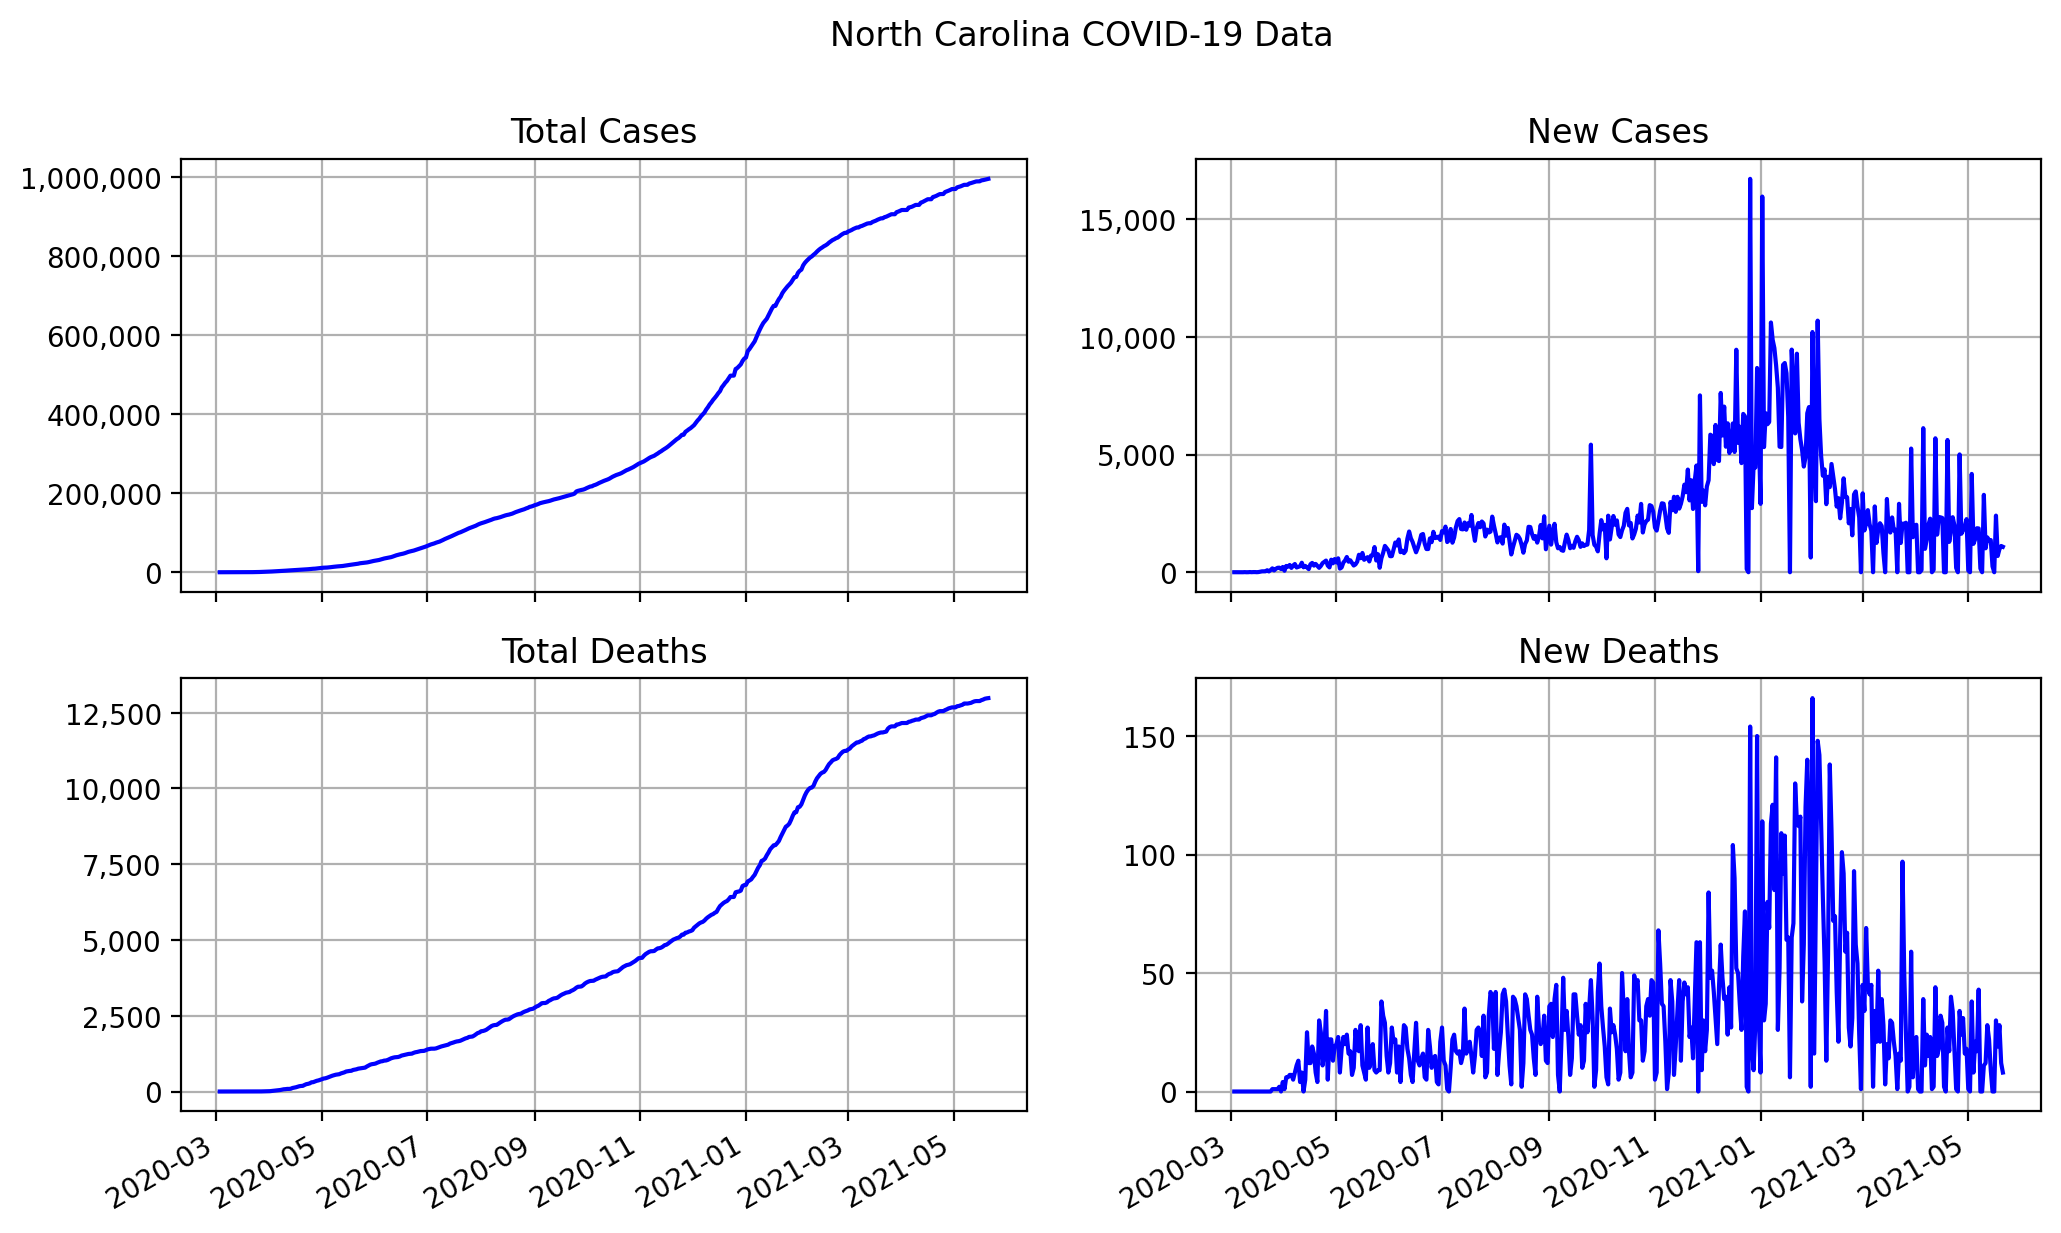 North Carolina COVID-19 Data
Total Cases
1,000,000
800,000
600,000
400,000
200,000
0
New Cases
15,000
10,000
5,000
0
Total Deaths
12,500
10,000
7,500
5,000
2,500
0
2020-03 2020-05 2020-07 2020-09 2020-11 2021-01 2021-03 2021-05
New Deaths
150
100
50
0
2020-03 2020-05 2020-07 2020-09 2020-11 2021-01 2021-03 2021-05